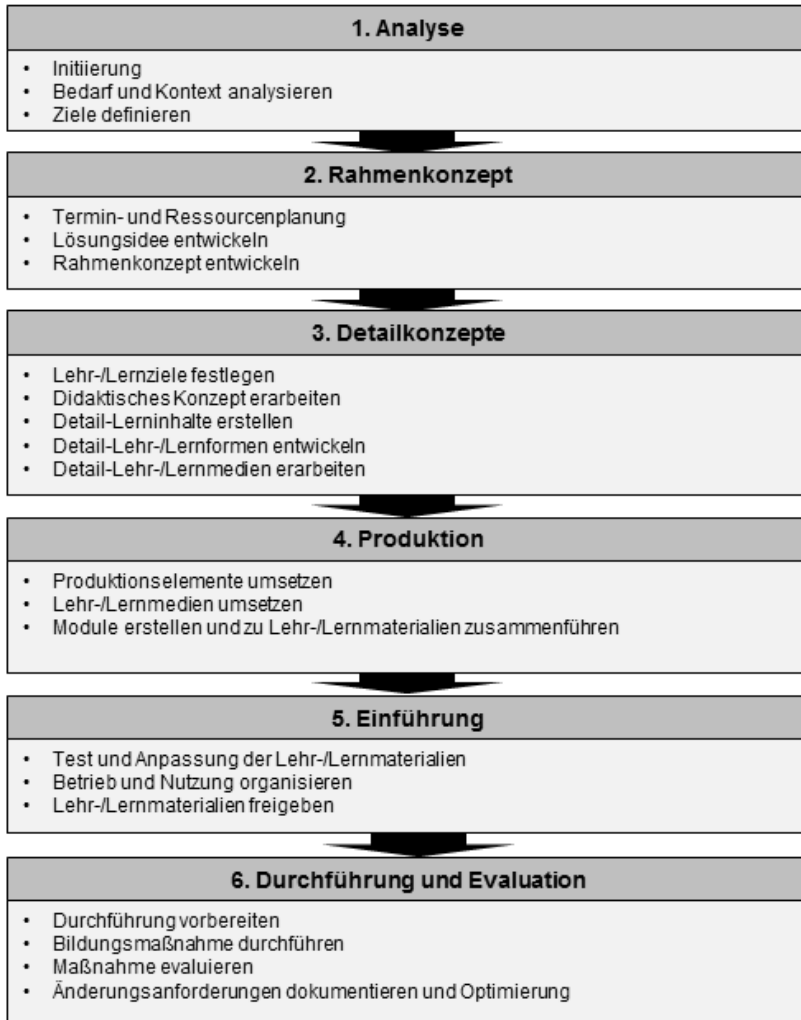 1. Analyse
• Initiierung
• Bedarf und Kontext analysieren
• Ziele definieren
2. Rahmenkonzept
• Termin- und Ressourcenplanung
• Lösungsidee entwickeln
• Rahmenkonzept entwickeln
3. Detailkonzepte
• Lehr-/Lernziele festlegen
• Didaktisches Konzept erarbeiten
• Detail-Lerninhalte erstellen
• Detail-Lehr-/Lernformen entwickeln
• Detail-Lehr-/Lernmedien erarbeiten
4. Produktion
• Produktionselemente umsetzen
• Lehr-/Lernmedien umsetzen
• Module erstellen und zu Lehr-/Lernmaterialien zusammenführen
5. Einführung
• Test und Anpassung der Lehr-/Lernmaterialien
• Betrieb und Nutzung organisieren
• Lehr-/Lernmaterialien freigeben
6. Durchführung und Evaluation
• Durchführung vorbereiten
• Bildungsmaßnahme durchführen
• Maßnahme evaluieren
• Änderungsanforderungen dokumentieren und Optimierung